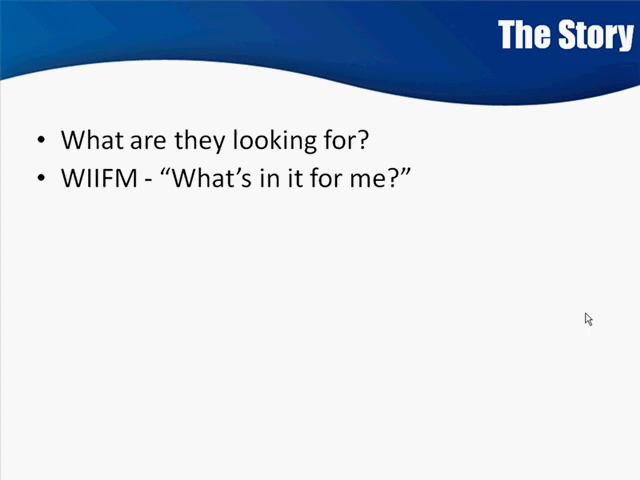 The Story
• What are they looking for?
• WIIFM - “What’s in it for me?”